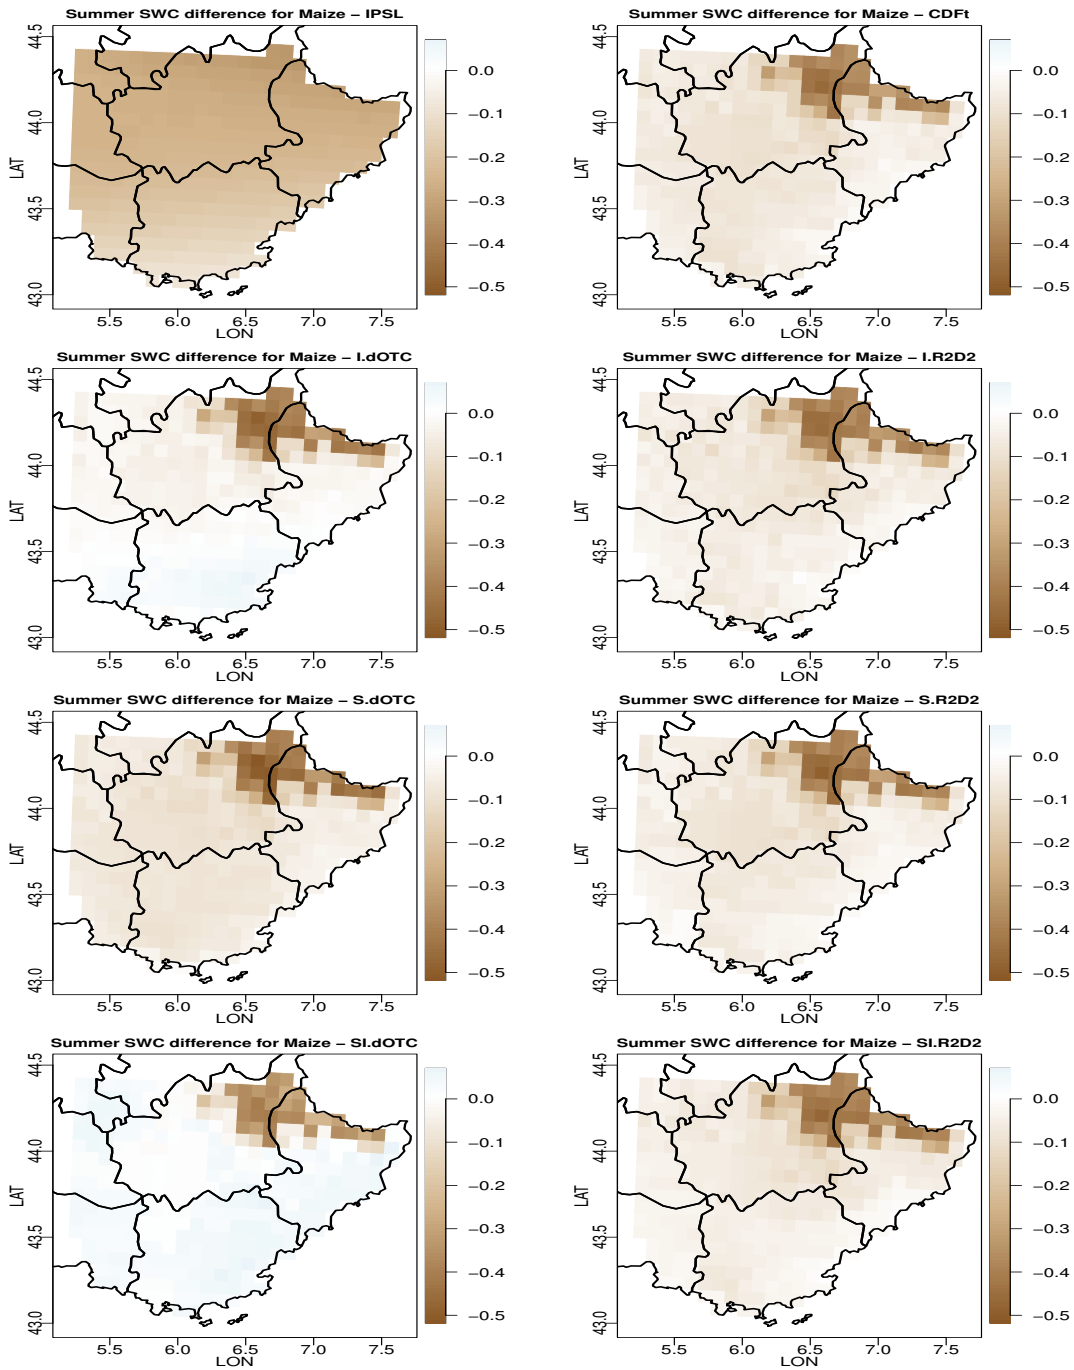 Summer SWC difference for Maize − IPSL
44.5
44.0
43.5
43.0
LAT
5.5 6.0 6.5 7.0 7.5
LON
0.0
−0.1
−0.2
−0.3
−0.4
−0.5
Summer SWC difference for Maize − CDFt
44.5
44.0
43.5
43.0
LAT
5.5 6.0 6.5 7.0 7.5
LON
0.0
−0.1
−0.2
−0.3
−0.4
−0.5
Summer SWC difference for Maize − I.dOTC
44.5
44.0
43.5
43.0
LAT
5.5 6.0 6.5 7.0 7.5
LON
0.0
−0.1
−0.2
−0.3
−0.4
−0.5
Summer SWC difference for Maize − I.R2D2
44.5
44.0
43.5
43.0
LAT
5.5 6.0 6.5 7.0 7.5
LON
0.0
−0.1
−0.2
−0.3
−0.4
−0.5
Summer SWC difference for Maize − S.dOTC
44.5
44.0
43.5
43.0
LAT
5.5 6.0 6.5 7.0 7.5
LON
0.0
−0.1
−0.2
−0.3
−0.4
−0.5
Summer SWC difference for Maize − S.R2D2
44.5
44.0
43.5
43.0
LAT
5.5 6.0 6.5 7.0 7.5
LON
0.0
−0.1
−0.2
−0.3
−0.4
−0.5
Summer SWC difference for Maize − SI.dOTC
44.5
44.0
43.5
43.0
LAT
5.5 6.0 6.5 7.0 7.5
LON
0.0
−0.1
−0.2
−0.3
−0.4
−0.5
Summer SWC difference for Maize − SI.R2D2
44.5
44.0
43.5
43.0
LAT
5.5 6.0 6.5 7.0 7.5
LON
0.0
−0.1
−0.2
−0.3
−0.4
−0.5